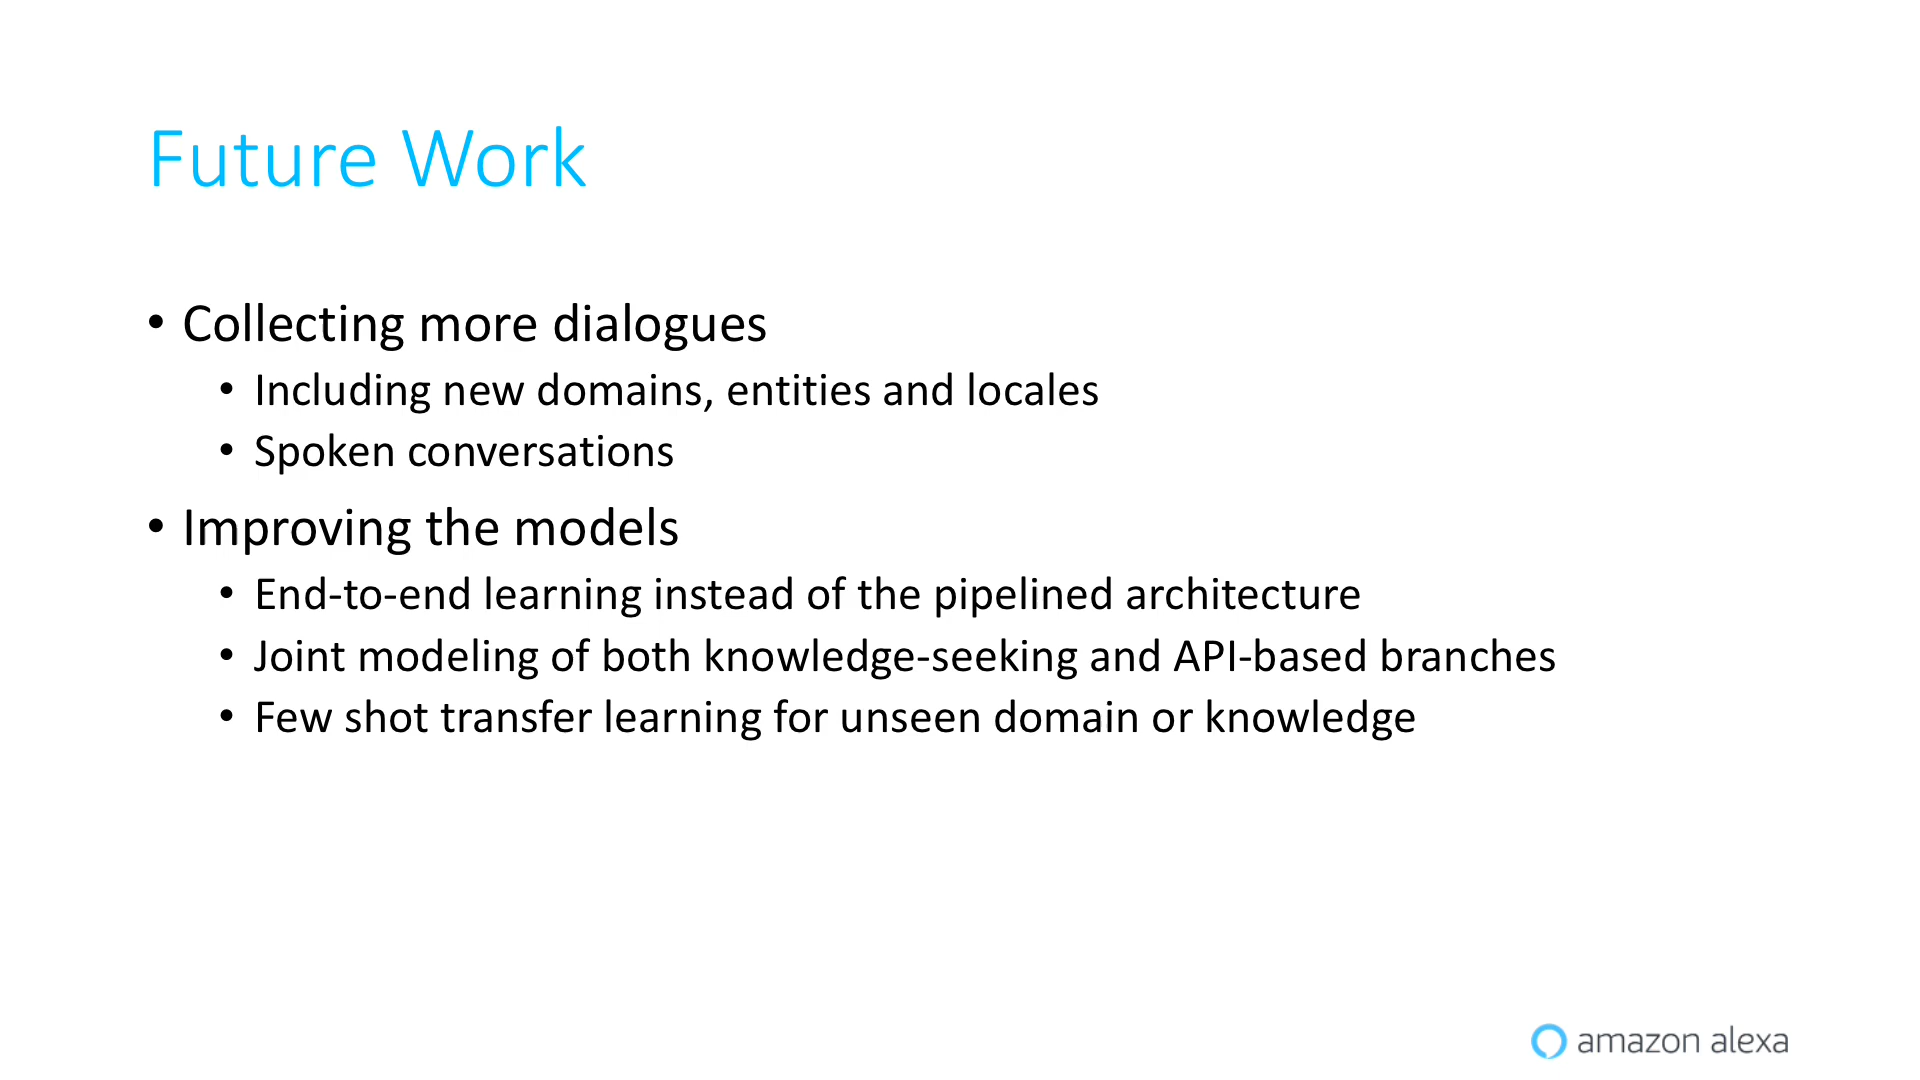 Future Work
• Collecting more dialogues
• Including new domains, entities and locales
• Spoken conversations
• Improving the models
• End-to-end learning instead of the pipelined architecture
• Joint modeling of both knowledge-seeking and API-based branches
• Few shot transfer learning for unseen domain or knowledge
amazon alexa